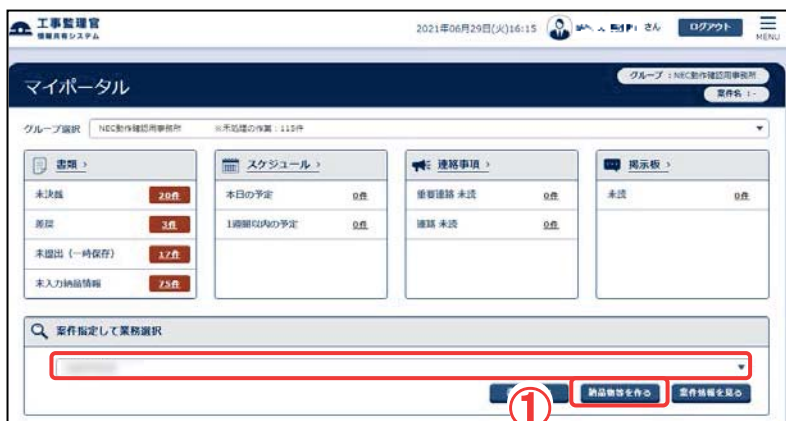 工事監理官
情報共有システム
2021年06月29日(火)16:15
さん
ログアウト
MENU
マイポータル
グループ：NEC動作確認用事務所
案件名：-
グループ選択
NEC動作確認用事務所 ※未処理の作業：115件
書類 >
未決裁 20件
差戻 3件
未提出（一時保存） 17件
未入力納品情報 75件
スケジュール >
本日の予定 0件
1週間以内の予定 0件
連絡事項 >
重要連絡 未読 0件
連絡 未読 0件
掲示板 >
未読 0件
案件指定して業務選択
①
納品物等を作る
案件情報を見る